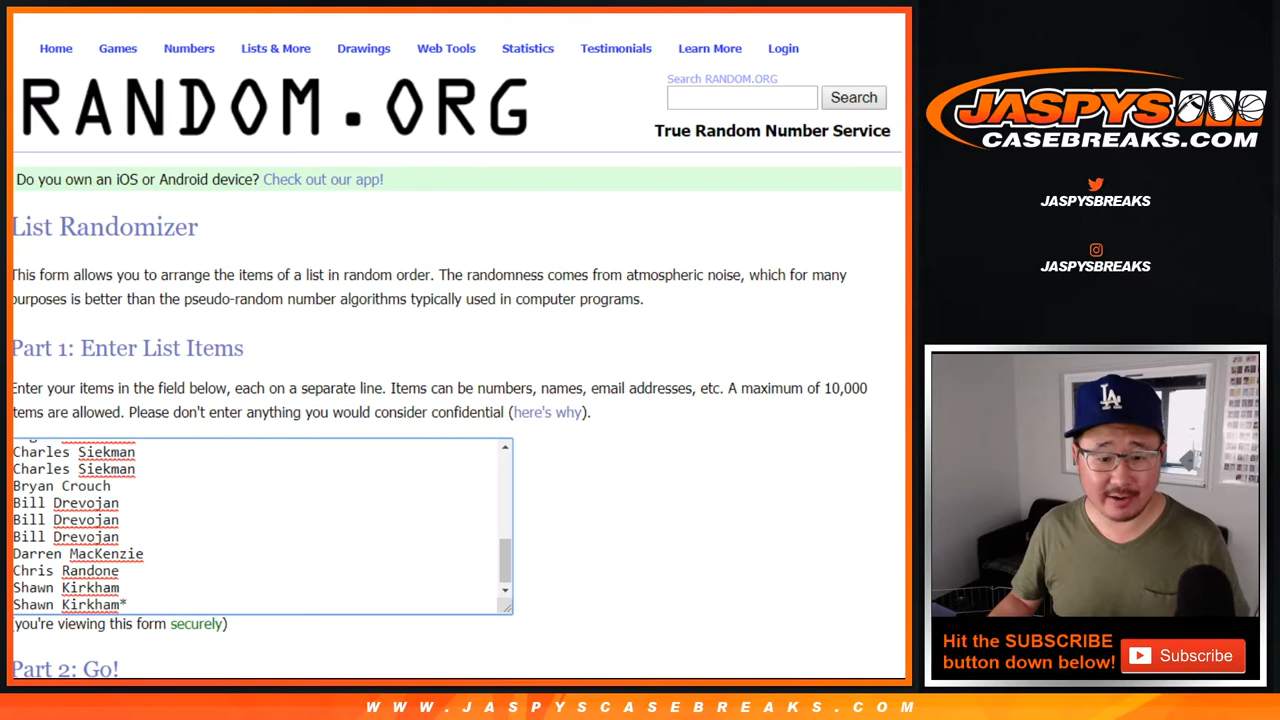 Home Games Numbers Lists & More Drawings Web Tools Statistics Testimonials Learn More Login
RANDOM.ORG
Search RANDOM.ORG
Search
True Random Number Service
Do you own an iOS or Android device? Check out our app!
List Randomizer
This form allows you to arrange the items of a list in random order. The randomness comes from atmospheric noise, which for many
purposes is better than the pseudo-random number algorithms typically used in computer programs.
Part 1: Enter List Items
Enter your items in the field below, each on a separate line. Items can be numbers, names, email addresses, etc. A maximum of 10,000
items are allowed. Please don't enter anything you would consider confidential (here's why).
Charles Siekman
Charles Siekman
Bryan Crouch
Bill Drevojan
Bill Drevojan
Bill Drevojan
Darren MacKenzie
Chris Randone
Shawn Kirkham
Shawn Kirkham*
(you're viewing this form securely)
Part 2: Go!
JASPYS
CASEBREAKS.COM
JASPYSBREAKS
JASPYSBREAKS
LA
Hit the SUBSCRIBE
button down below!
Subscribe
WWW.JASPYSCASEBREAKS.COM